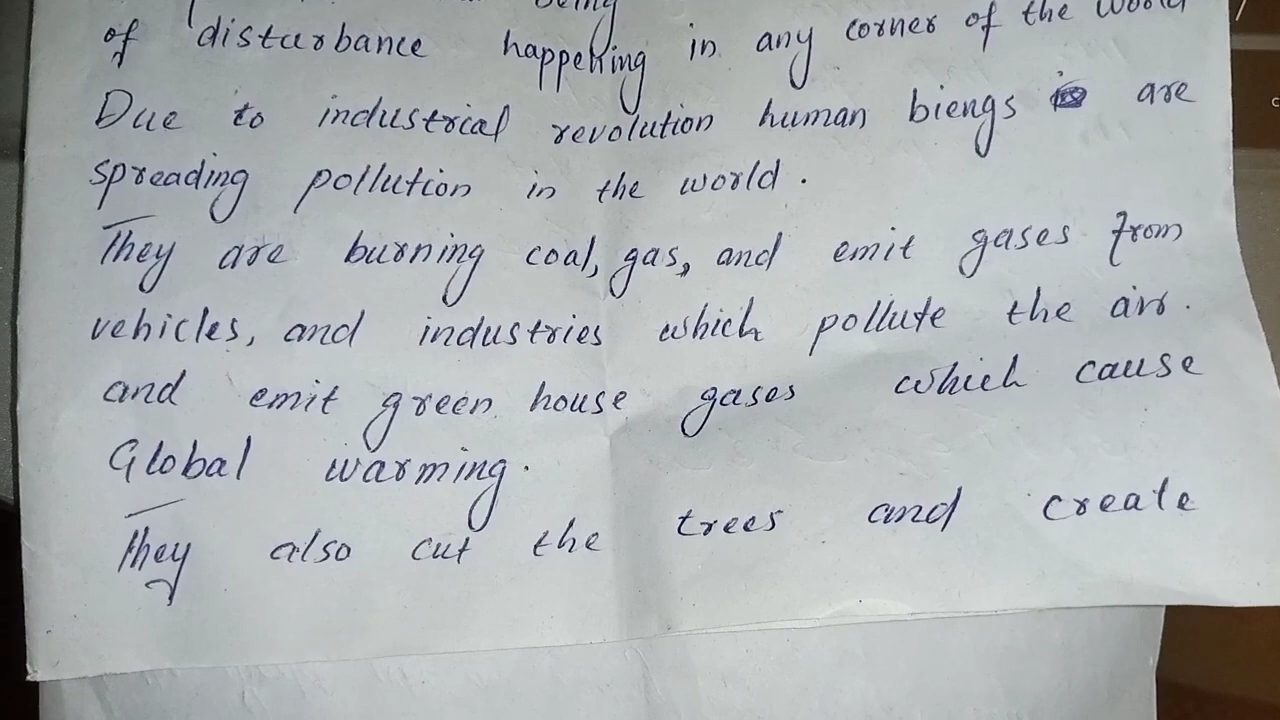 being
of disturbance happening in any corner of the world
Due to industrial revolution human biengs are
spreading pollution in the world.
They are burning coal, gas, and emit gases from
vehicles, and industries which pollute the air.
and emit green house gases which cause
Global warming.
They also cut the trees and create